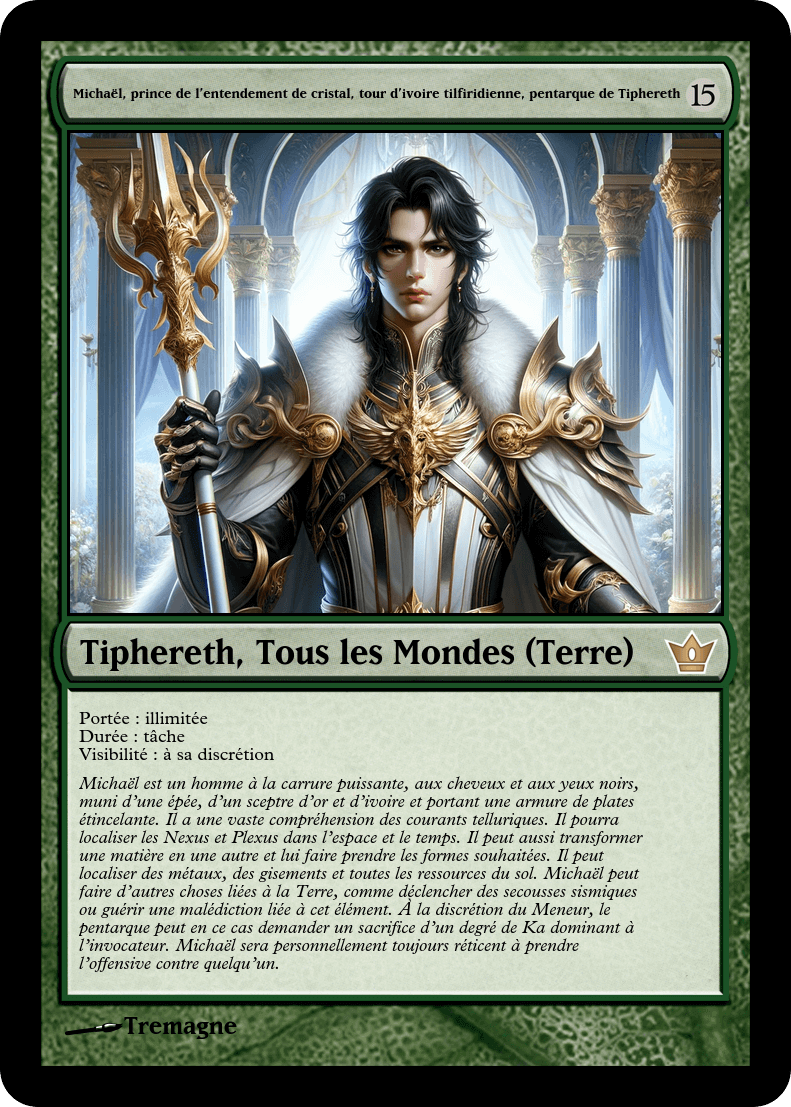 Michaël, prince de l'entendement de cristal, tour d'ivoire tilfiridienne, pentarque de Tiphereth 15
Tiphereth, Tous les Mondes (Terre)
Portée : illimitée
Durée : tâche
Visibilité : à sa discrétion
Michaël est un homme à la carrure puissante, aux cheveux et aux yeux noirs,
muni d'une épée, d'un sceptre d'or et d'ivoire et portant une armure de plates
étincelante. Il a une vaste compréhension des courants telluriques. Il pourra
localiser les Nexus et Plexus dans l'espace et le temps. Il peut aussi transformer
une matière en une autre et lui faire prendre les formes souhaitées. Il peut
localiser des métaux, des gisements et toutes les ressources du sol. Michaël peut
faire d'autres choses liées à la Terre, comme déclencher des secousses sismiques
ou guérir une malédiction liée à cet élément. À la discrétion du Meneur, le
pentarque peut en ce cas demander un sacrifice d'un degré de Ka dominant à
l'invocateur. Michaël sera personnellement toujours réticent à prendre
l'offensive contre quelqu'un.
Tremagne